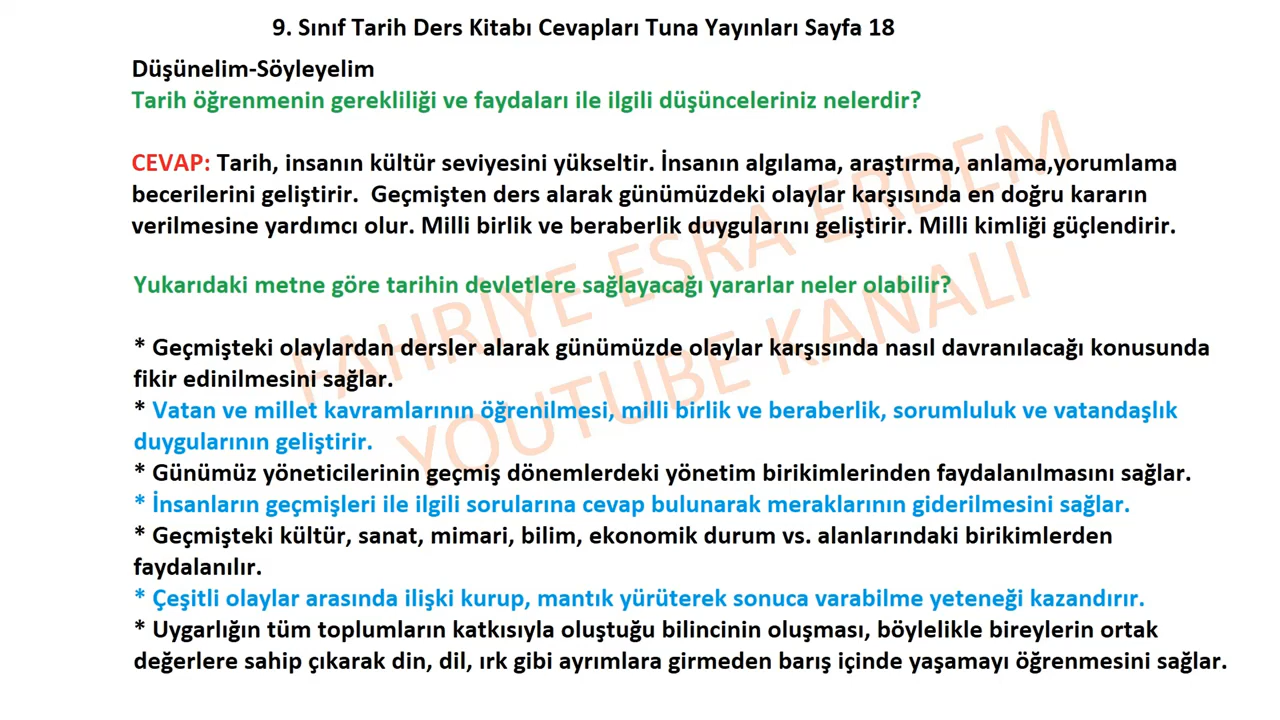 9. Sınıf Tarih Ders Kitabı Cevapları Tuna Yayınları Sayfa 18
Düşünelim-Söyleyelim
Tarih öğrenmenin gerekliliği ve faydaları ile ilgili düşünceleriniz nelerdir?
CEVAP: Tarih, insanın kültür seviyesini yükseltir. İnsanın algılama, araştırma, anlama,yorumlama
becerilerini geliştirir.  Geçmişten ders alarak günümüzdeki olaylar karşısında en doğru kararın
verilmesine yardımcı olur. Milli birlik ve beraberlik duygularını geliştirir. Milli kimliği güçlendirir.
Yukarıdaki metne göre tarihin devletlere sağlayacağı yararlar neler olabilir?
* Geçmişteki olaylardan dersler alarak günümüzde olaylar karşısında nasıl davranılacağı konusunda
fikir edinilmesini sağlar.
* Vatan ve millet kavramlarının öğrenilmesi, milli birlik ve beraberlik, sorumluluk ve vatandaşlık
duygularının geliştirir.
* Günümüz yöneticilerinin geçmiş dönemlerdeki yönetim birikimlerinden faydalanılmasını sağlar.
* İnsanların geçmişleri ile ilgili sorularına cevap bulunarak meraklarının giderilmesini sağlar.
* Geçmişteki kültür, sanat, mimari, bilim, ekonomik durum vs. alanlarındaki birikimlerden
faydalanılır.
* Çeşitli olaylar arasında ilişki kurup, mantık yürüterek sonuca varabilme yeteneği kazandırır.
* Uygarlığın tüm toplumların katkısıyla oluştuğu bilincinin oluşması, böylelikle bireylerin ortak
değerlere sahip çıkarak din, dil, ırk gibi ayrımlara girmeden barış içinde yaşamayı öğrenmesini sağlar.
FAHRİYE ESRA ERDEM
YOUTUBE KANALI